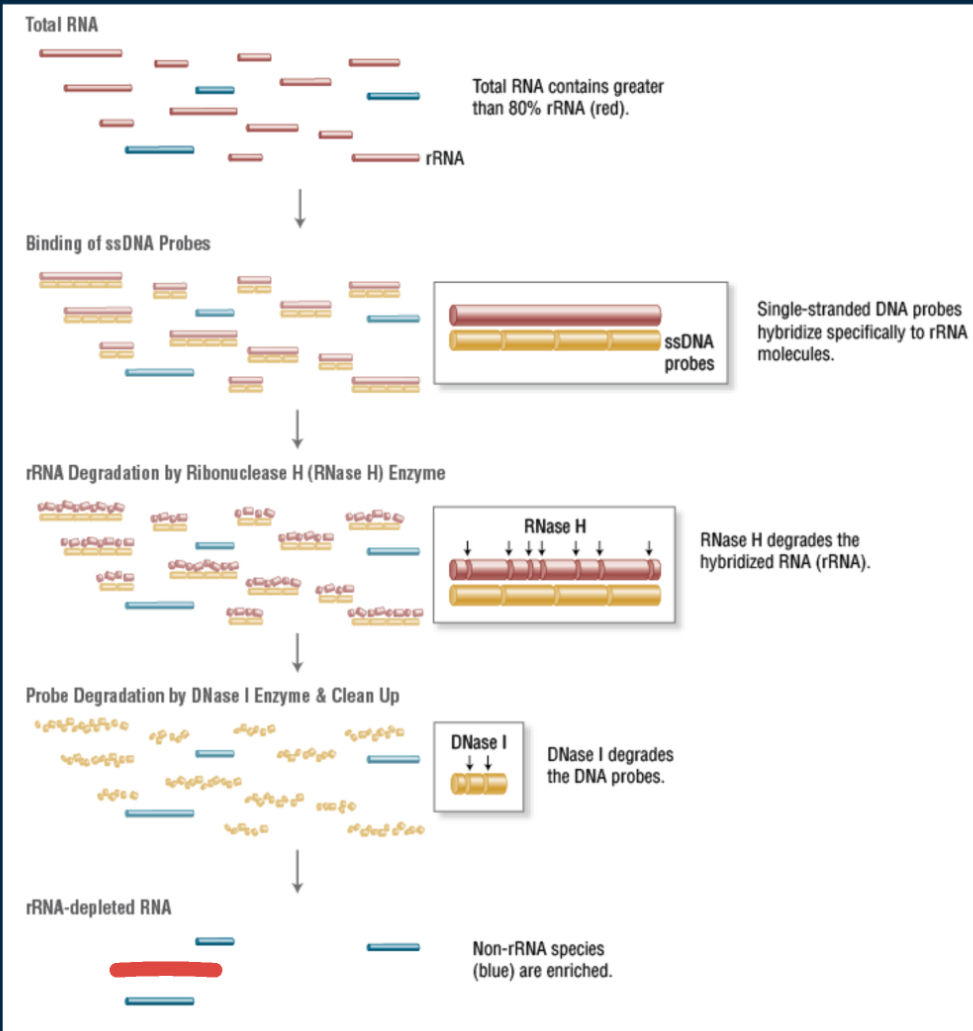 Total RNA
Total RNA contains greater
than 80% rRNA (red).
rRNA
Binding of ssDNA Probes
ssDNA
probes
Single-stranded DNA probes
hybridize specifically to rRNA
molecules.
rRNA Degradation by Ribonuclease H (RNase H) Enzyme
RNase H
RNase H degrades the
hybridized RNA (rRNA).
Probe Degradation by DNase I Enzyme & Clean Up
DNase I
DNase I degrades
the DNA probes.
rRNA-depleted RNA
Non-rRNA species
(blue) are enriched.